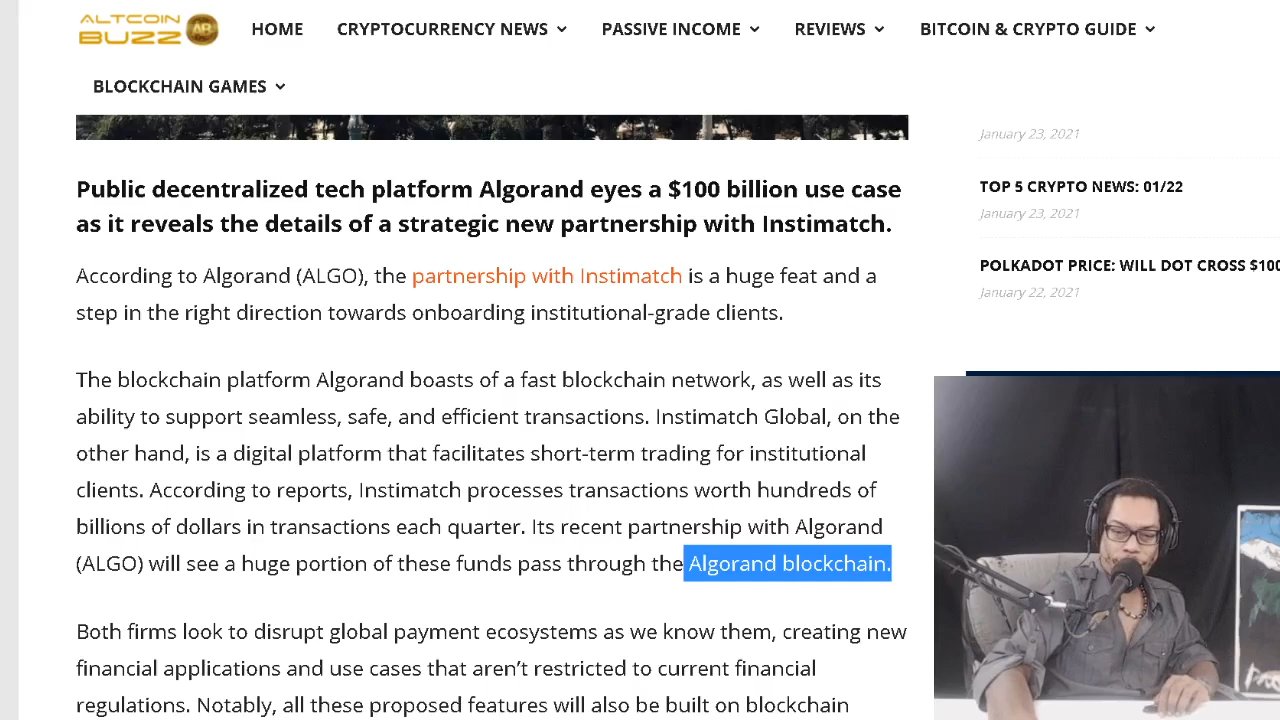 ALTCOIN
BUZZ AB
HOME CRYPTOCURRENCY NEWS PASSIVE INCOME REVIEWS BITCOIN & CRYPTO GUIDE
BLOCKCHAIN GAMES
Public decentralized tech platform Algorand eyes a $100 billion use case
as it reveals the details of a strategic new partnership with Instimatch.
According to Algorand (ALGO), the partnership with Instimatch is a huge feat and a
step in the right direction towards onboarding institutional-grade clients.
The blockchain platform Algorand boasts of a fast blockchain network, as well as its
ability to support seamless, safe, and efficient transactions. Instimatch Global, on the
other hand, is a digital platform that facilitates short-term trading for institutional
clients. According to reports, Instimatch processes transactions worth hundreds of
billions of dollars in transactions each quarter. Its recent partnership with Algorand
(ALGO) will see a huge portion of these funds pass through the Algorand blockchain.
Both firms look to disrupt global payment ecosystems as we know them, creating new
financial applications and use cases that aren't restricted to current financial
regulations. Notably, all these proposed features will also be built on blockchain
January 23, 2021
TOP 5 CRYPTO NEWS: 01/22
January 23, 2021
POLKADOT PRICE: WILL DOT CROSS $100
January 22, 2021